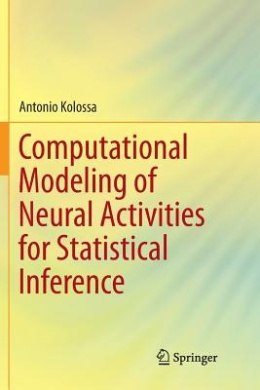 Antonio Kolossa
Computational
Modeling of
Neural Activities
for Statistical
Inference
Springer